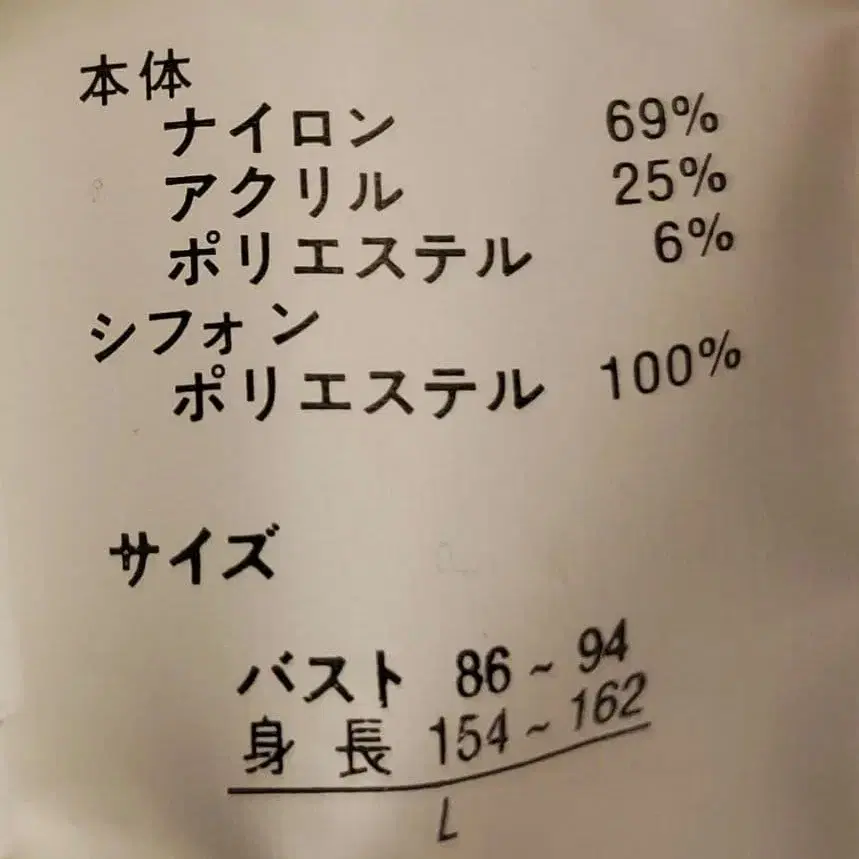 本体
ナイロン 69%
アクリル 25%
ポリエステル 6%
シフォン
ポリエステル 100%
サイズ
バスト 86~94
身長 154~162
L